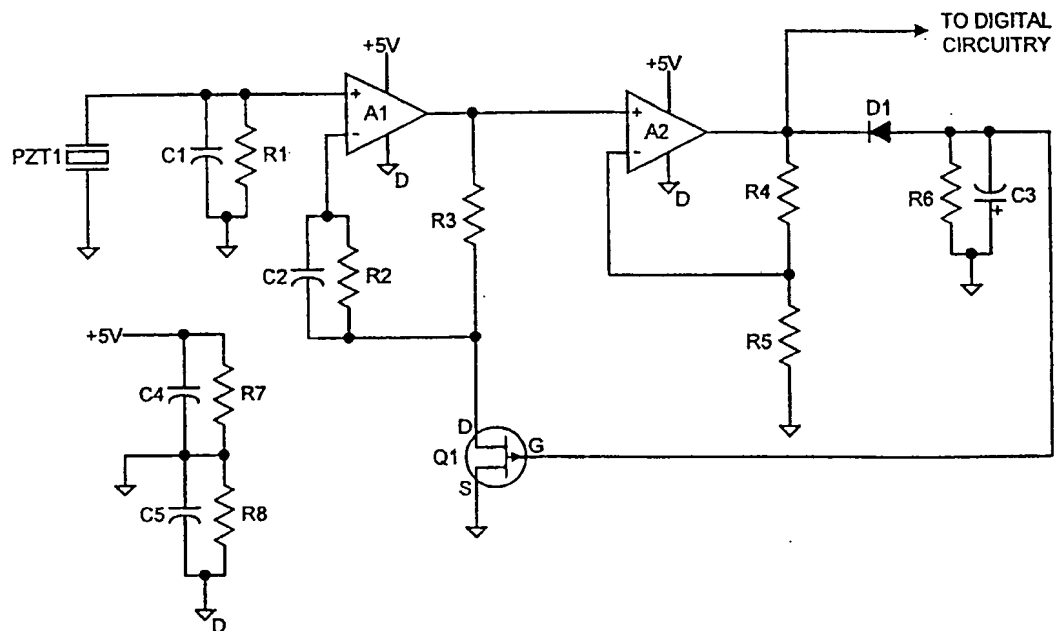 TO DIGITAL
CIRCUITRY
+5V
+5V
+
A1
-
D
+
A2
-
D
D1
PZT1
C1
R1
R3
R4
R6
C3
+
C2
R2
R5
+5V
C4
R7
D
Q1
G
S
C5
R8
D